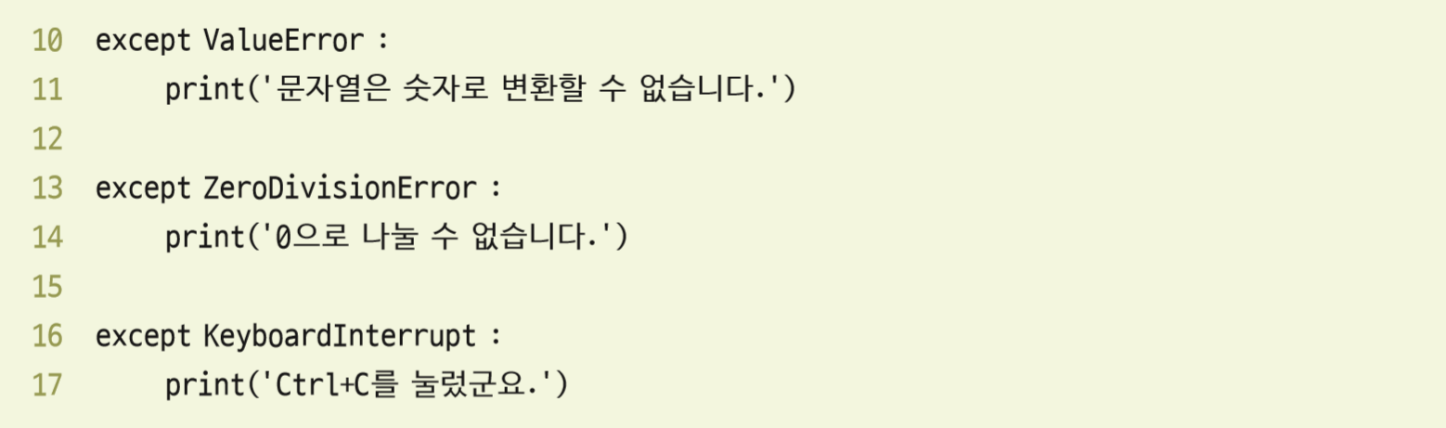 10 except ValueError :
11     print('문자열은 숫자로 변환할 수 없습니다.')
12
13 except ZeroDivisionError :
14     print('0으로 나눌 수 없습니다.')
15
16 except KeyboardInterrupt :
17     print('Ctrl+C를 눌렀군요.')